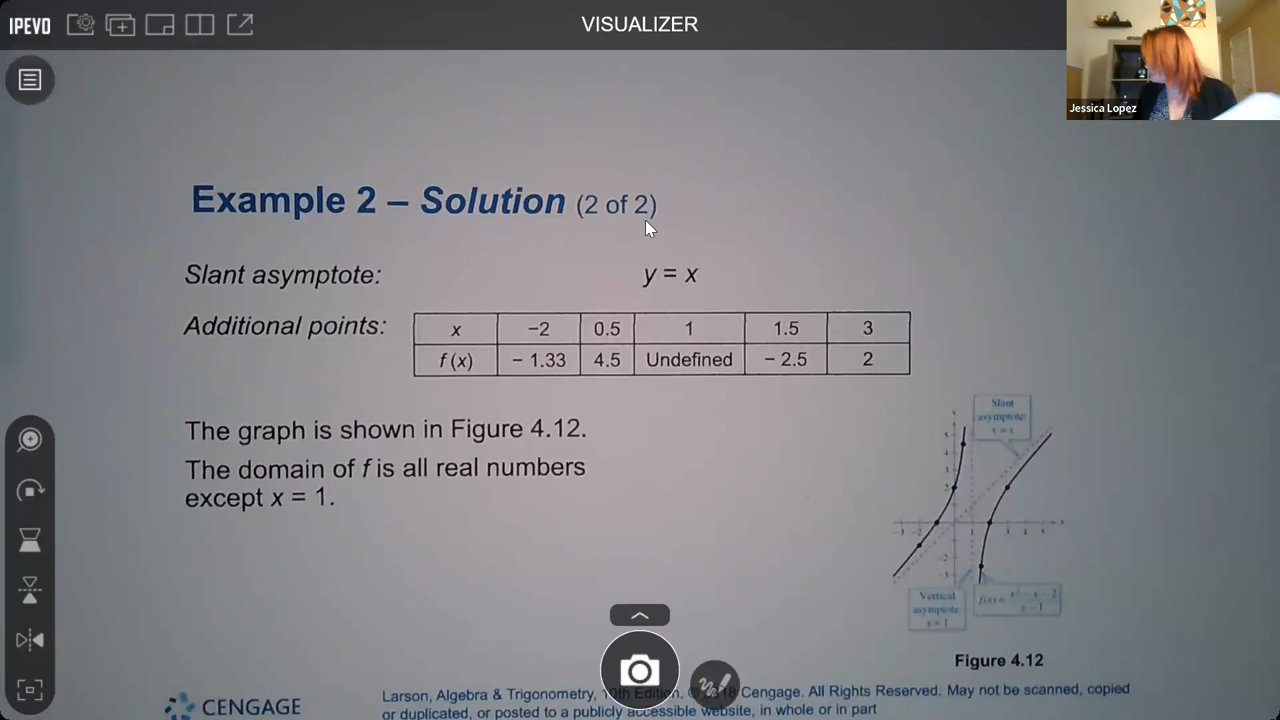 IPEVO
VISUALIZER
Jessica Lopez
Example 2 – Solution (2 of 2)
Slant asymptote: y = x
Additional points:
x −2 0.5 1 1.5 3
f (x) − 1.33 4.5 Undefined − 2.5 2
The graph is shown in Figure 4.12.
The domain of f is all real numbers
except x = 1.
Slant
asymptote:
Vertical
asymptote
Figure 4.12
CENGAGE
Larson, Algebra & Trigonometry, 10th Edition. © Cengage. All Rights Reserved. May not be scanned, copied
or duplicated, or posted to a publicly accessible website, in whole or in part